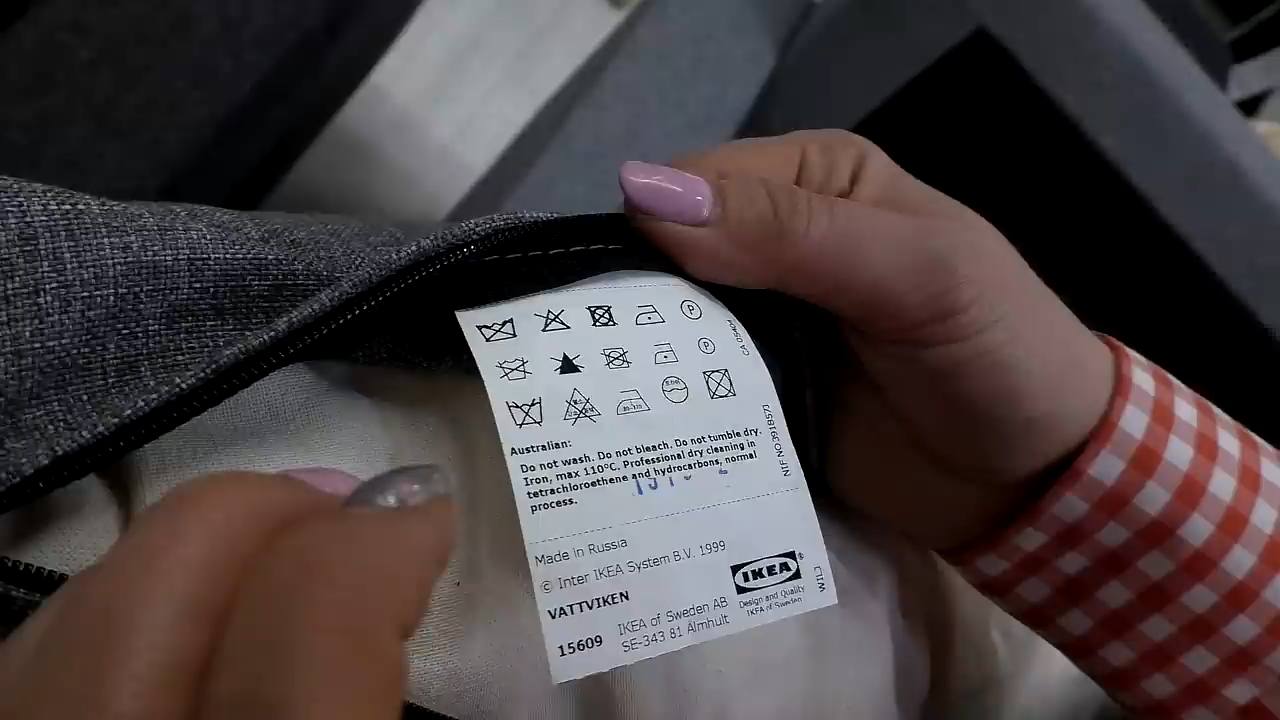 P
P
CA 05404
Australian:
Do not wash. Do not bleach. Do not tumble dry.
Iron, max 110°C. Professional dry cleaning in
tetrachloroethene and hydrocarbons, normal
process.
Made in Russia
© Inter IKEA System B.V. 1999
VATTVIKEN
15609
IKEA of Sweden AB
SE-343 81 Älmhult
IKEA®
Design and Quality
IKEA of Sweden